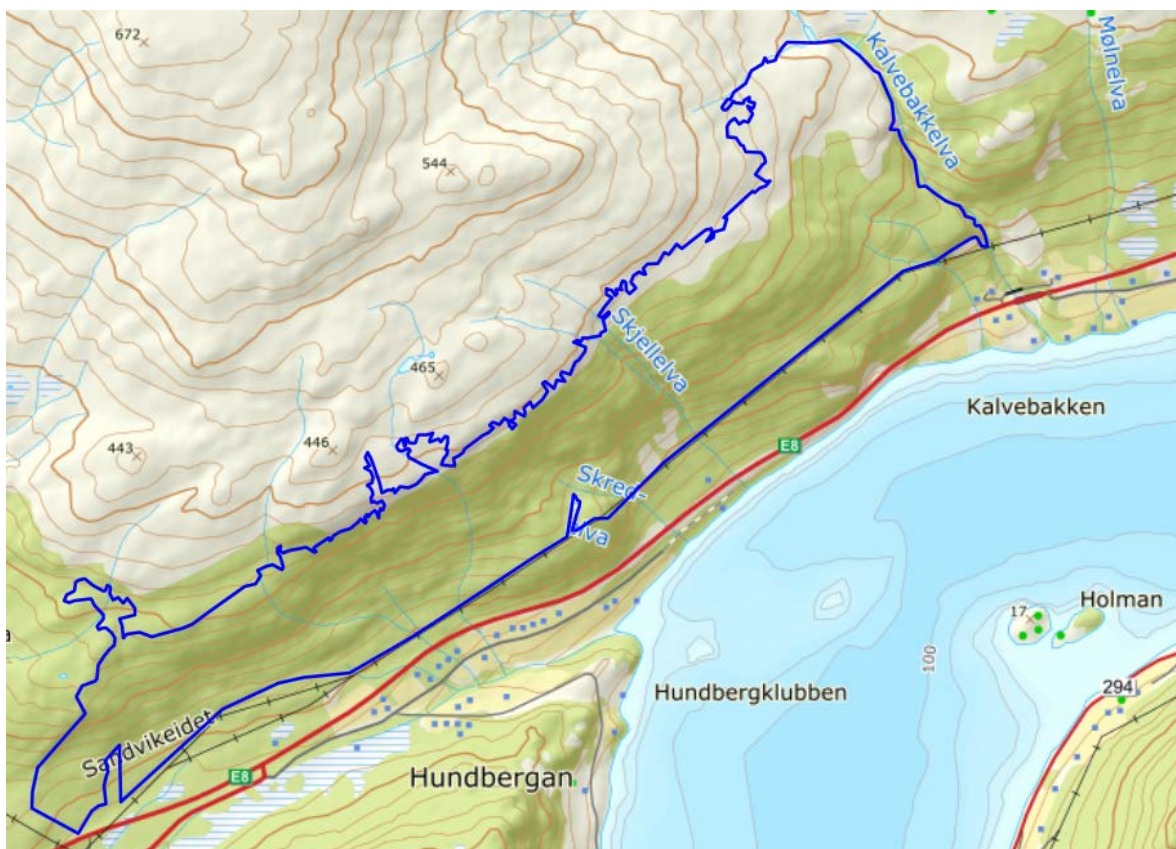 672
Kalvebakkelva
Mølnelva
544
Skjellelva
465
Kalvebakken
443
446
E8
Skred-
elva
Holman
17
100
294
Hundbergklubben
Sandvikeidet
E8
Hundbergan